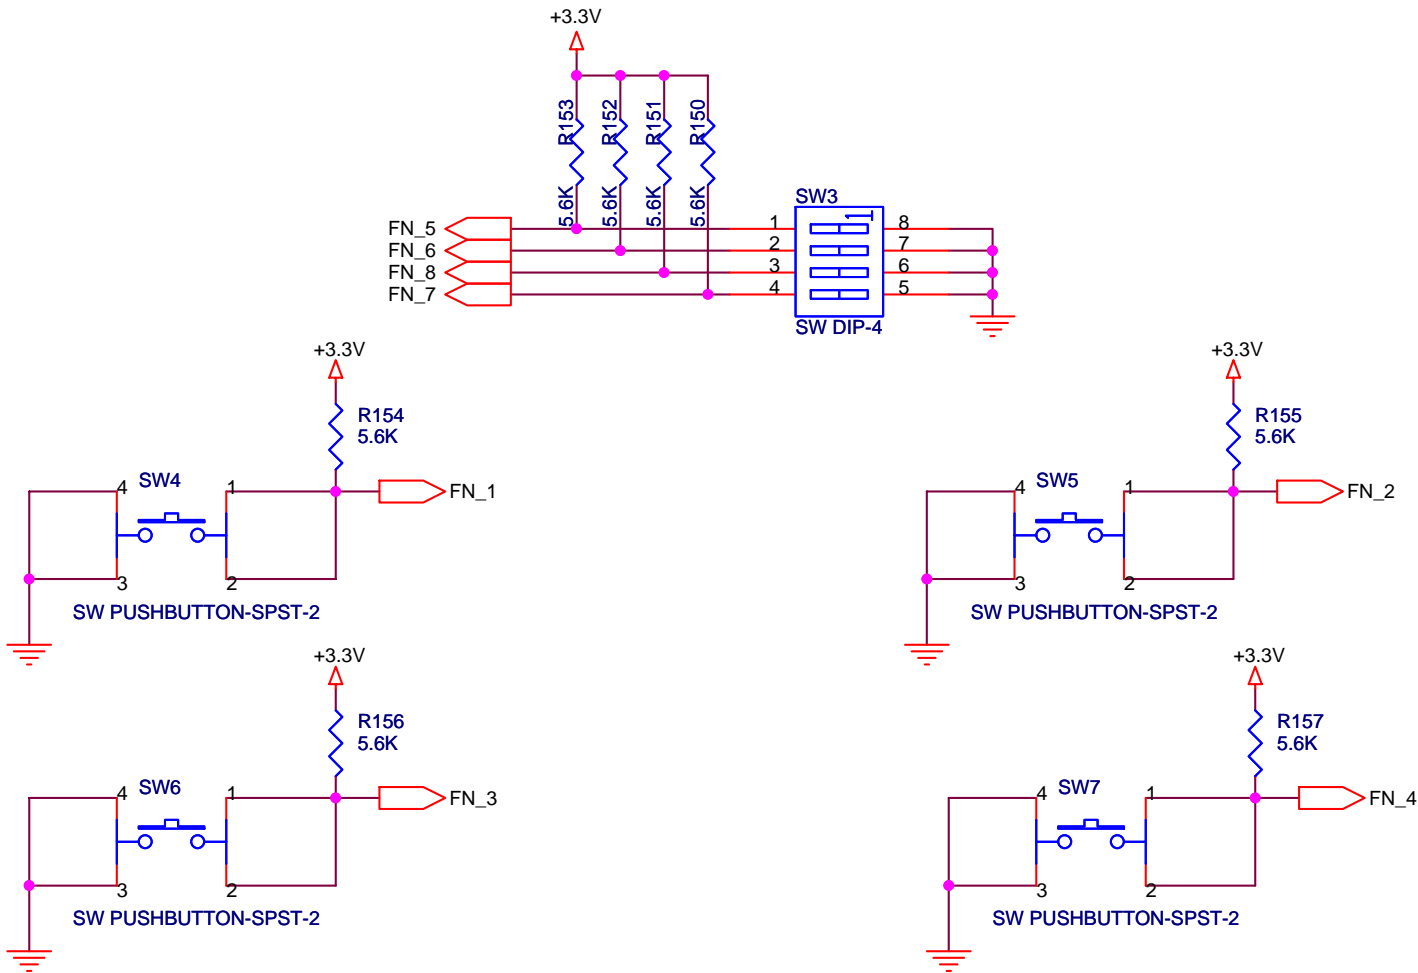 +3.3V
R153
R152
R151
R150
5.6K
5.6K
5.6K
5.6K
SW3
1
FN_5
1
8
FN_6
2
7
FN_8
3
6
FN_7
4
5
SW DIP-4
+3.3V
R154
5.6K
4
SW4
1
FN_1
3
2
SW PUSHBUTTON-SPST-2
+3.3V
R155
5.6K
4
SW5
1
FN_2
3
2
SW PUSHBUTTON-SPST-2
+3.3V
R156
5.6K
4
SW6
1
FN_3
3
2
SW PUSHBUTTON-SPST-2
+3.3V
R157
5.6K
4
SW7
1
FN_4
3
2
SW PUSHBUTTON-SPST-2